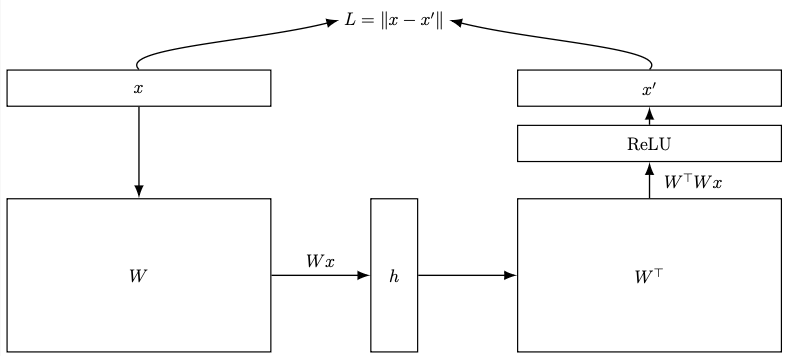 L = ∥x − x′∥
x
x′
ReLU
W⊤Wx
W
Wx
h
W⊤